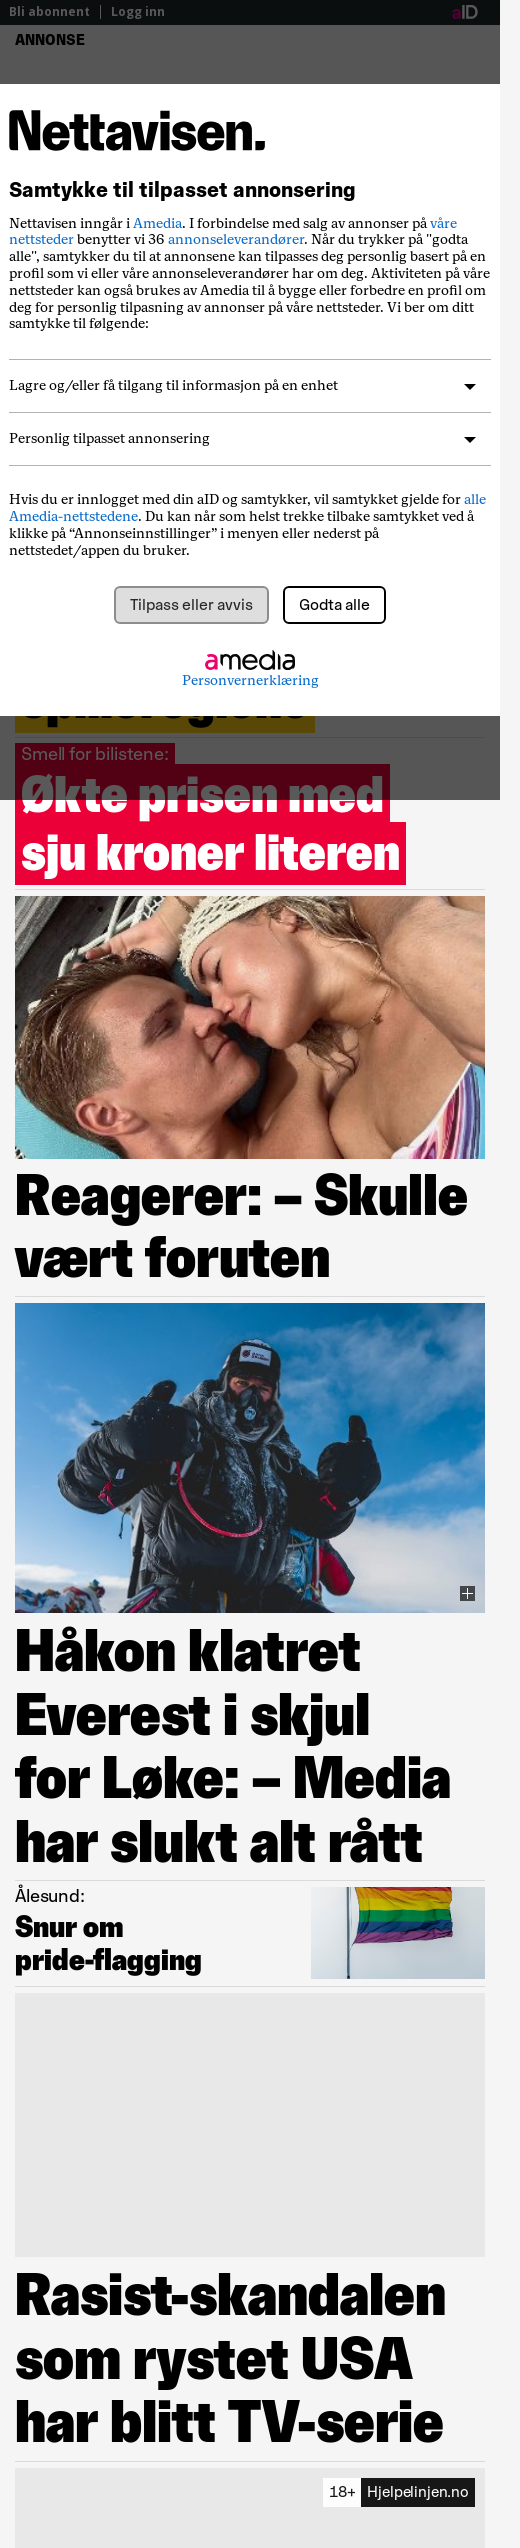 Bli abonnent
Logg inn
aID
ANNONSE
Nettavisen.
Samtykke til tilpasset annonsering
Nettavisen inngår i Amedia. I forbindelse med salg av annonser på våre
nettsteder benytter vi 36 annonseleverandører. Når du trykker på "godta
alle", samtykker du til at annonsene kan tilpasses deg personlig basert på en
profil som vi eller våre annonseleverandører har om deg. Aktiviteten på våre
nettsteder kan også brukes av Amedia til å bygge eller forbedre en profil om
deg for personlig tilpasning av annonser på våre nettsteder. Vi ber om ditt
samtykke til følgende:
Lagre og/eller få tilgang til informasjon på en enhet
Personlig tilpasset annonsering
Hvis du er innlogget med din aID og samtykker, vil samtykket gjelde for alle
Amedia-nettstedene. Du kan når som helst trekke tilbake samtykket ved å
klikke på “Annonseinnstillinger” i menyen eller nederst på
nettstedet/appen du bruker.
Tilpass eller avvis
Godta alle
amedia
Personvernerklæring
Smell for bilistene:
Økte prisen med
sju kroner literen
Reagerer: – Skulle
vært foruten
Håkon klatret
Everest i skjul
for Løke: – Media
har slukt alt rått
Ålesund:
Snur om
pride-flagging
Rasist-skandalen
som rystet USA
har blitt TV-serie
18+ Hjelpelinjen.no